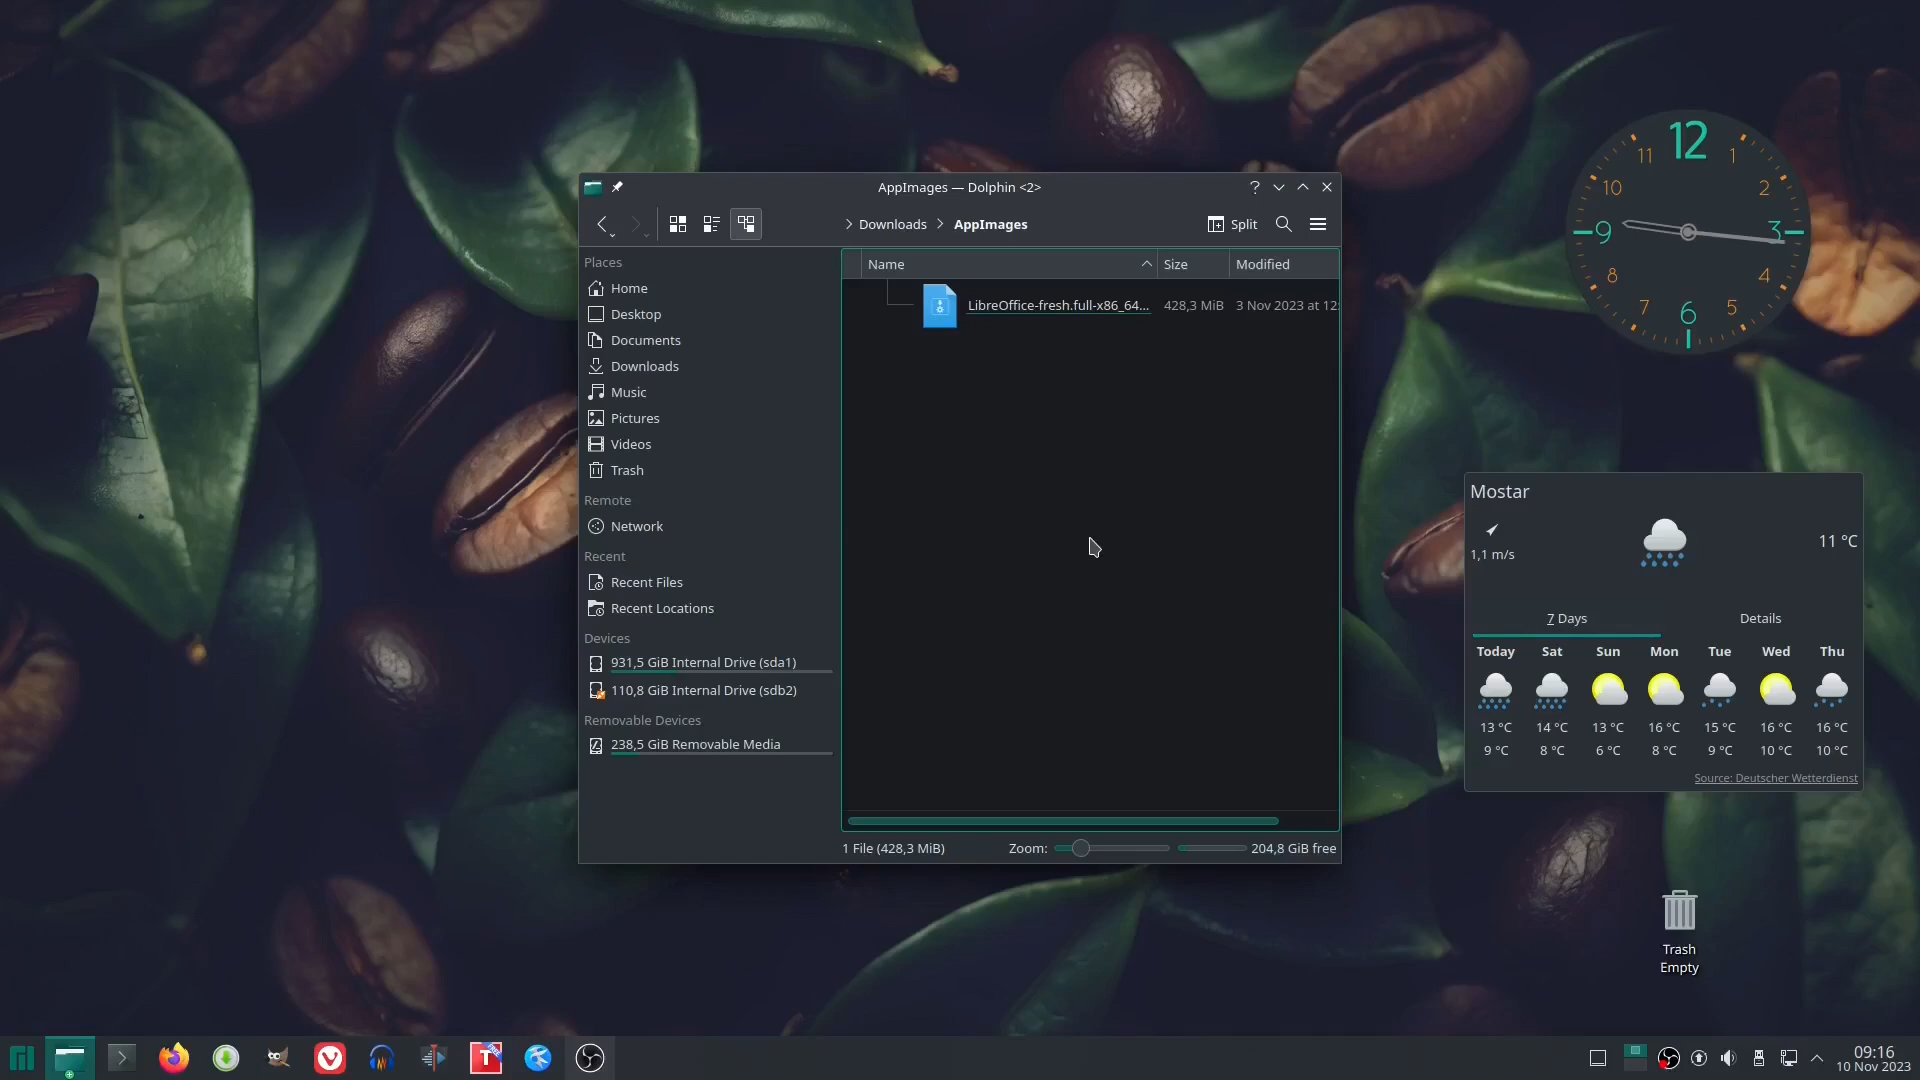 AppImages — Dolphin <2>
Downloads
AppImages
Split
Places
Home
Desktop
Documents
Downloads
Music
Pictures
Videos
Trash
Remote
Network
Recent
Recent Files
Recent Locations
Devices
931,5 GiB Internal Drive (sda1)
110,8 GiB Internal Drive (sdb2)
Removable Devices
238,5 GiB Removable Media
Name Size Modified
LibreOffice-fresh.full-x86_64... 428,3 MiB 3 Nov 2023 at 12:
1 File (428,3 MiB)
Zoom:
204,8 GiB free
12
1
2
3
4
5
6
7
8
9
10
11
Mostar
1,1 m/s
11 °C
7 Days
Details
Today Sat Sun Mon Tue Wed Thu
13 °C 14 °C 13 °C 16 °C 15 °C 16 °C 16 °C
9 °C 8 °C 6 °C 8 °C 9 °C 10 °C 10 °C
Source: Deutscher Wetterdienst
Trash
Empty
T
FREE
09:16
10 Nov 2023